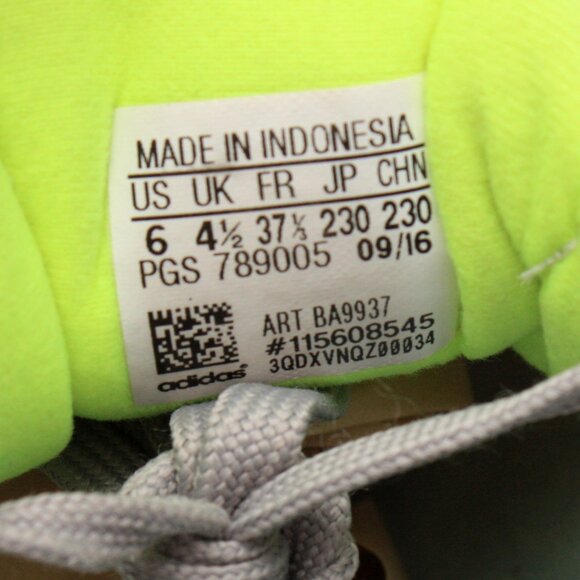 MADE IN INDONESIA
US UK FR JP CHN
6 4½ 37⅓ 230 230
PGS 789005 09/16
ART BA9937
#115608545
3QDXVNQZ00034
adidas